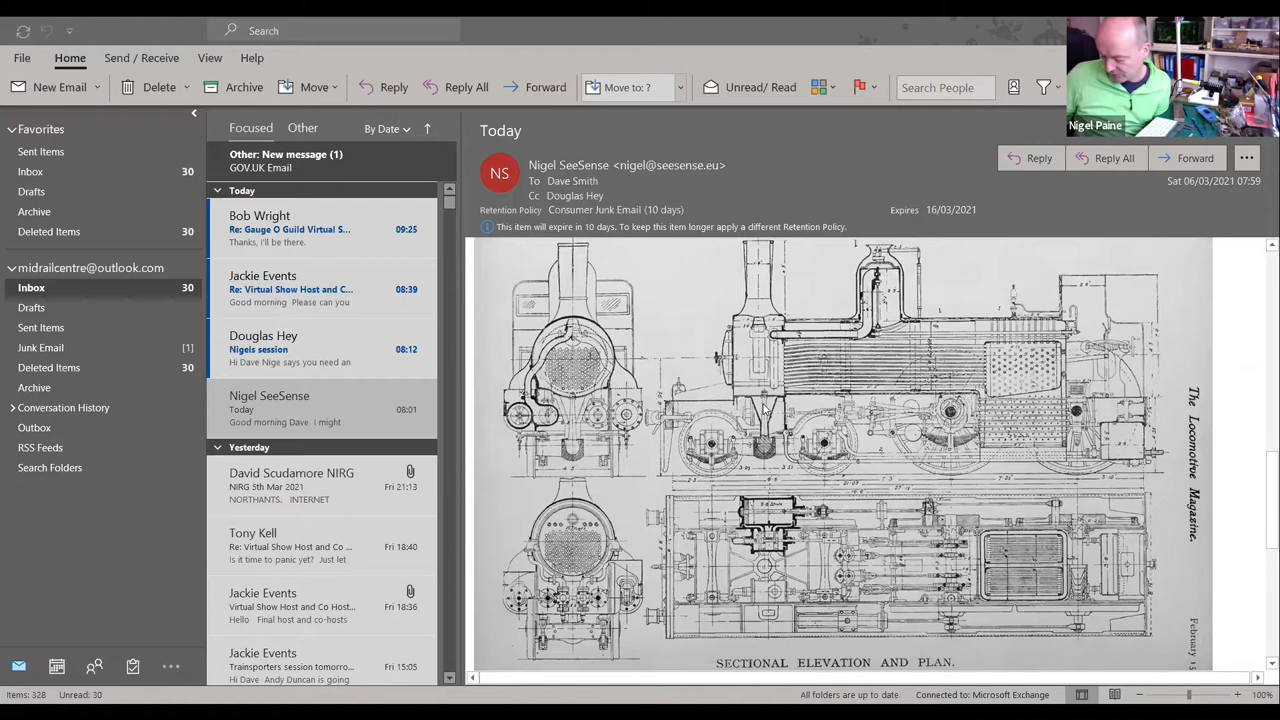 Search
File Home Send / Receive View Help
New Email Delete Archive Move Reply Reply All Forward Move to: ? Unread/ Read Search People
Nigel Paine
Favorites
Sent Items
Inbox 30
Drafts
Archive
Deleted Items 30
midrailcentre@outlook.com
Inbox 30
Drafts
Sent Items
Junk Email [1]
Deleted Items 30
Archive
Conversation History
Outbox
RSS Feeds
Search Folders
Focused Other By Date
Other: New message (1)
GOV.UK Email
Today
Bob Wright
Re: Gauge O Guild Virtual S... 09:25
Thanks, I'll be there.
Jackie Events
Re: Virtual Show Host and C... 08:39
Good morning Please can you
Douglas Hey
Nigels session 08:12
Hi Dave Nige says you need an
Nigel SeeSense
Today 08:01
Good morning Dave I might
Yesterday
David Scudamore NIRG
NIRG 5th Mar 2021 Fri 21:13
NORTHANTS. INTERNET
Tony Kell
Re: Virtual Show Host and Co ... Fri 18:40
Is it time to panic yet? Just Net
Jackie Events
Virtual Show Host and Co-Host... Fri 18:36
Hello Final host and co-hosts
Jackie Events
Trainsporters session tomorro... Fri 15:05
Hi Dave Andy Duncan is going
Today
NS
Nigel SeeSense <nigel@seesense.eu>
To Dave Smith
Cc Douglas Hey
Reply Reply All Forward
Sat 06/03/2021 07:59
Retention Policy Consumer Junk Email (10 days) Expires 16/03/2021
This item will expire in 10 days. To keep this item longer apply a different Retention Policy.
The Locomotive Magazine.
February
SECTIONAL ELEVATION AND PLAN.
Items: 328 Unread: 30 All folders are up to date. Connected to: Microsoft Exchange 100%